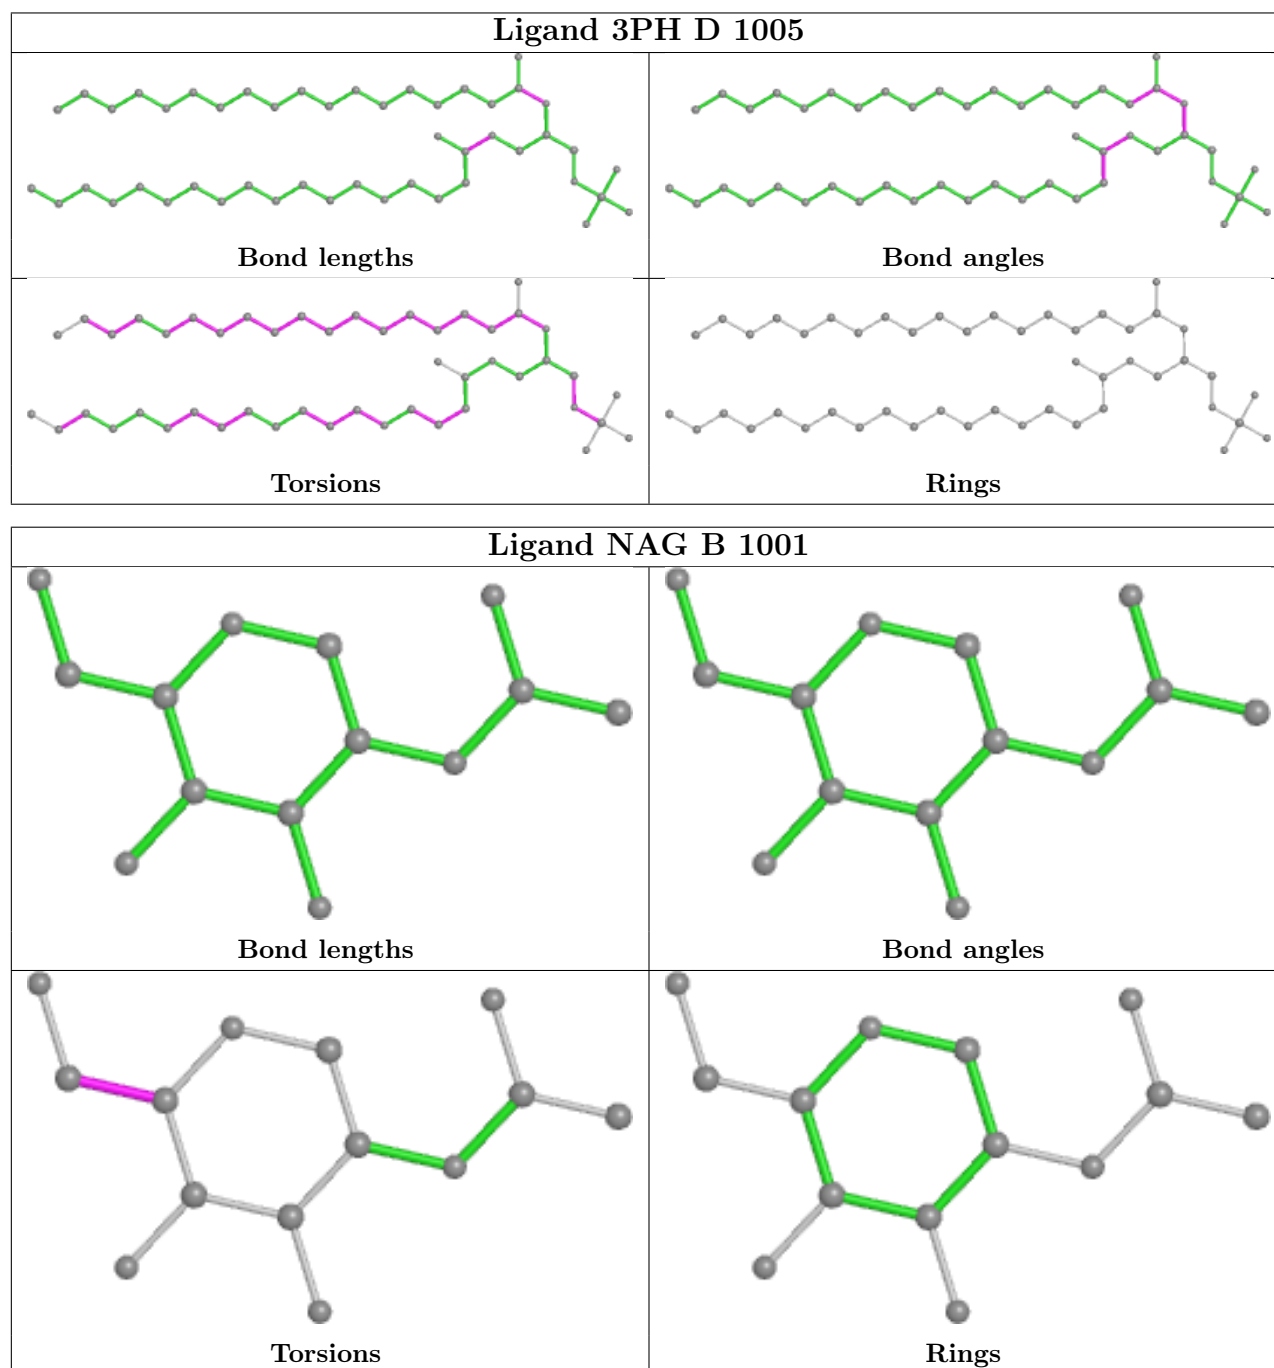 Ligand 3PH D 1005
Bond lengths
Bond angles
Torsions
Rings
Ligand NAG B 1001
Bond lengths
Bond angles
Torsions
Rings